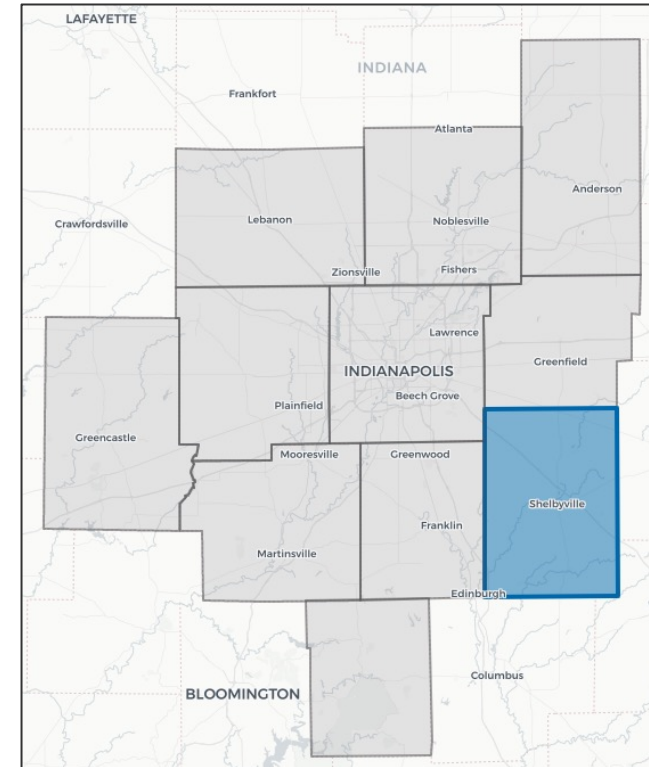 LAFAYETTE
INDIANA
Frankfort
Atlanta
Anderson
Crawfordsville
Lebanon
Noblesville
Zionsville
Fishers
Lawrence
Greenfield
INDIANAPOLIS
Beech Grove
Plainfield
Greencastle
Mooresville
Greenwood
Shelbyville
Franklin
Martinsville
Edinburgh
Columbus
BLOOMINGTON